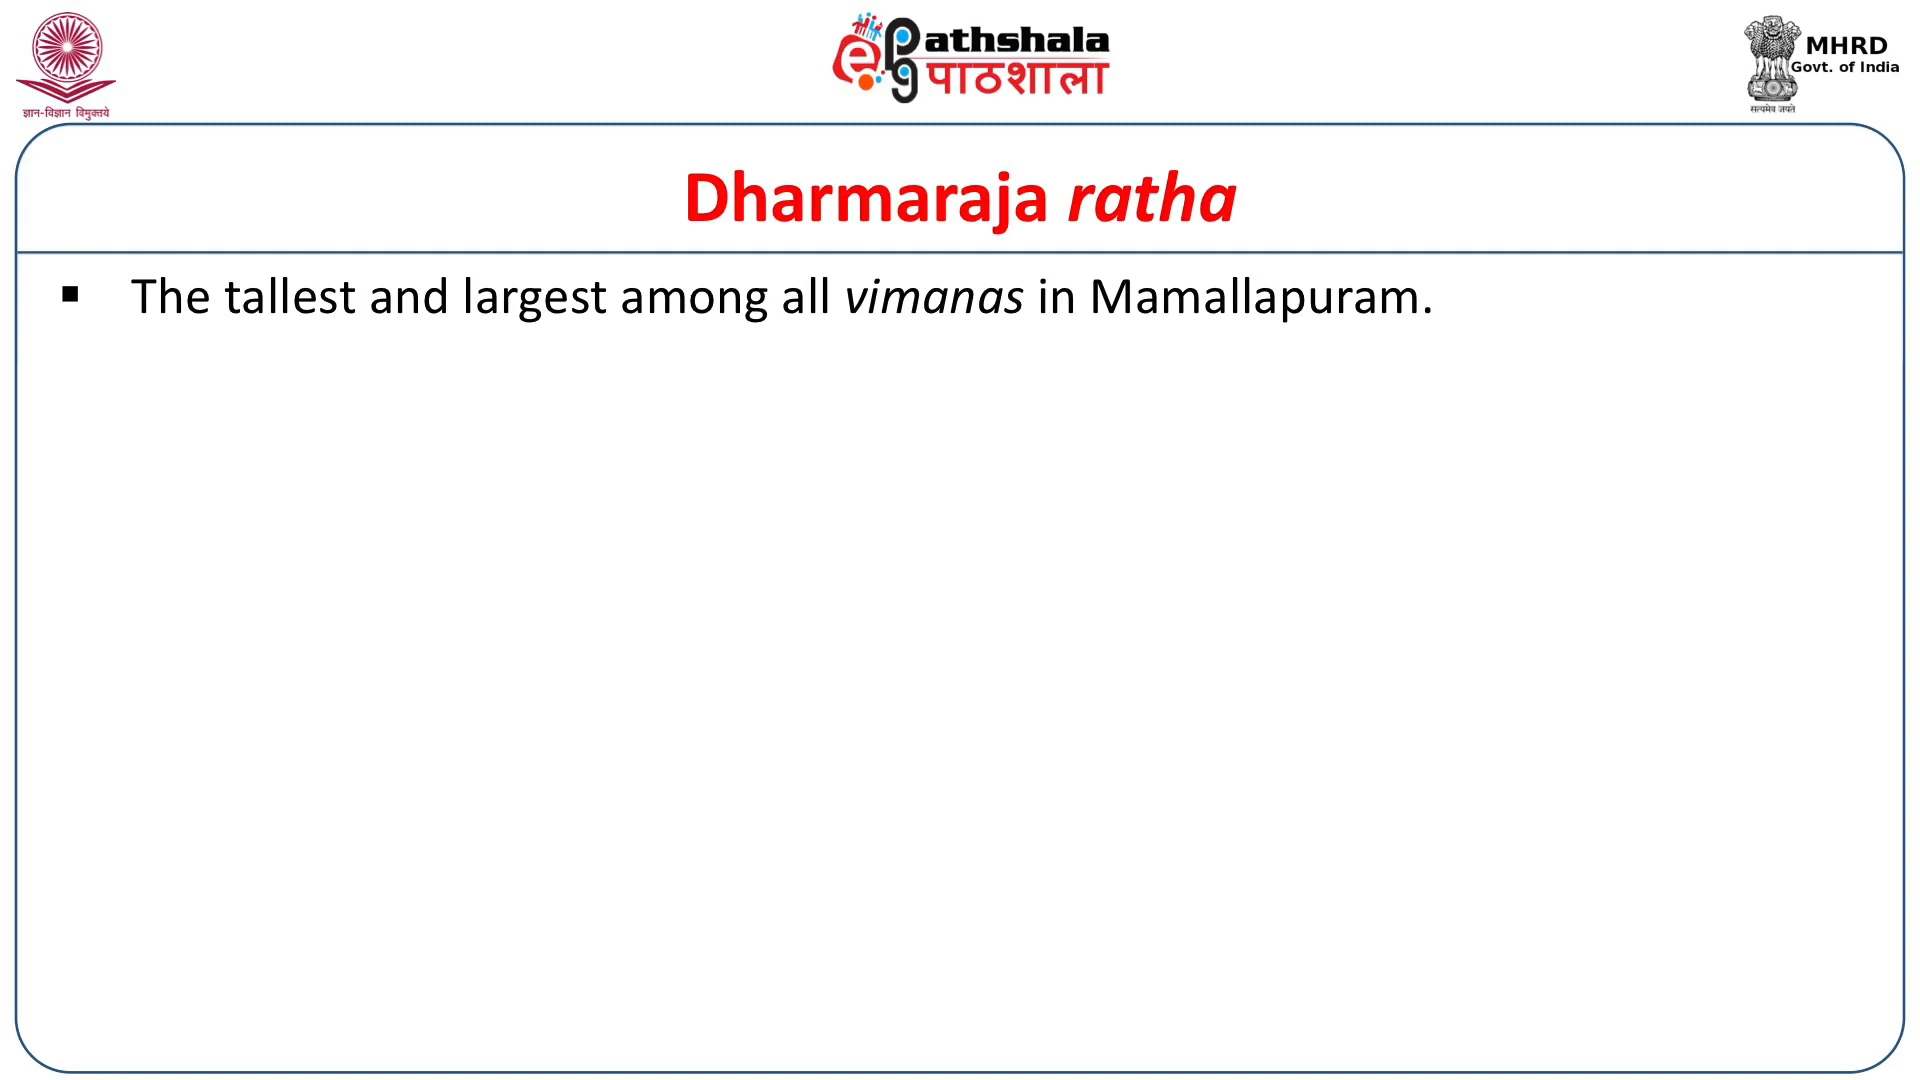 ज्ञान-विज्ञान विमुक्तये
ePathshala
पाठशाला
MHRD
Govt. of India
सत्यमेव जयते
Dharmaraja ratha
▪ The tallest and largest among all vimanas in Mamallapuram.